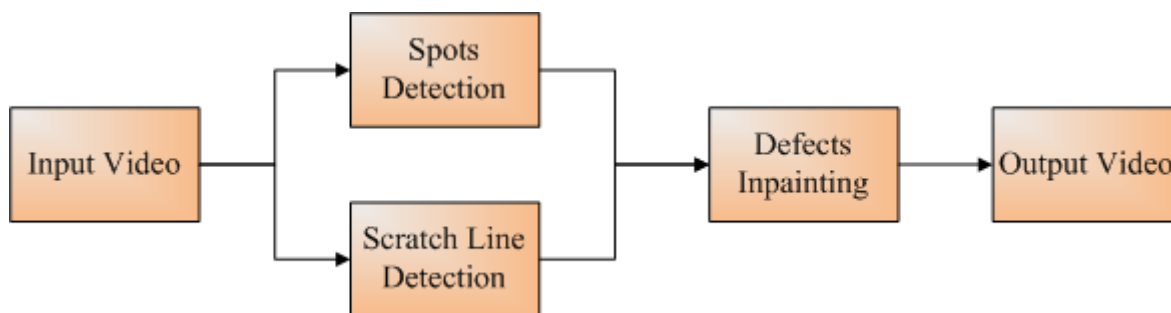 Input Video
Spots
Detection
Scratch Line
Detection
Defects
Inpainting
Output Video